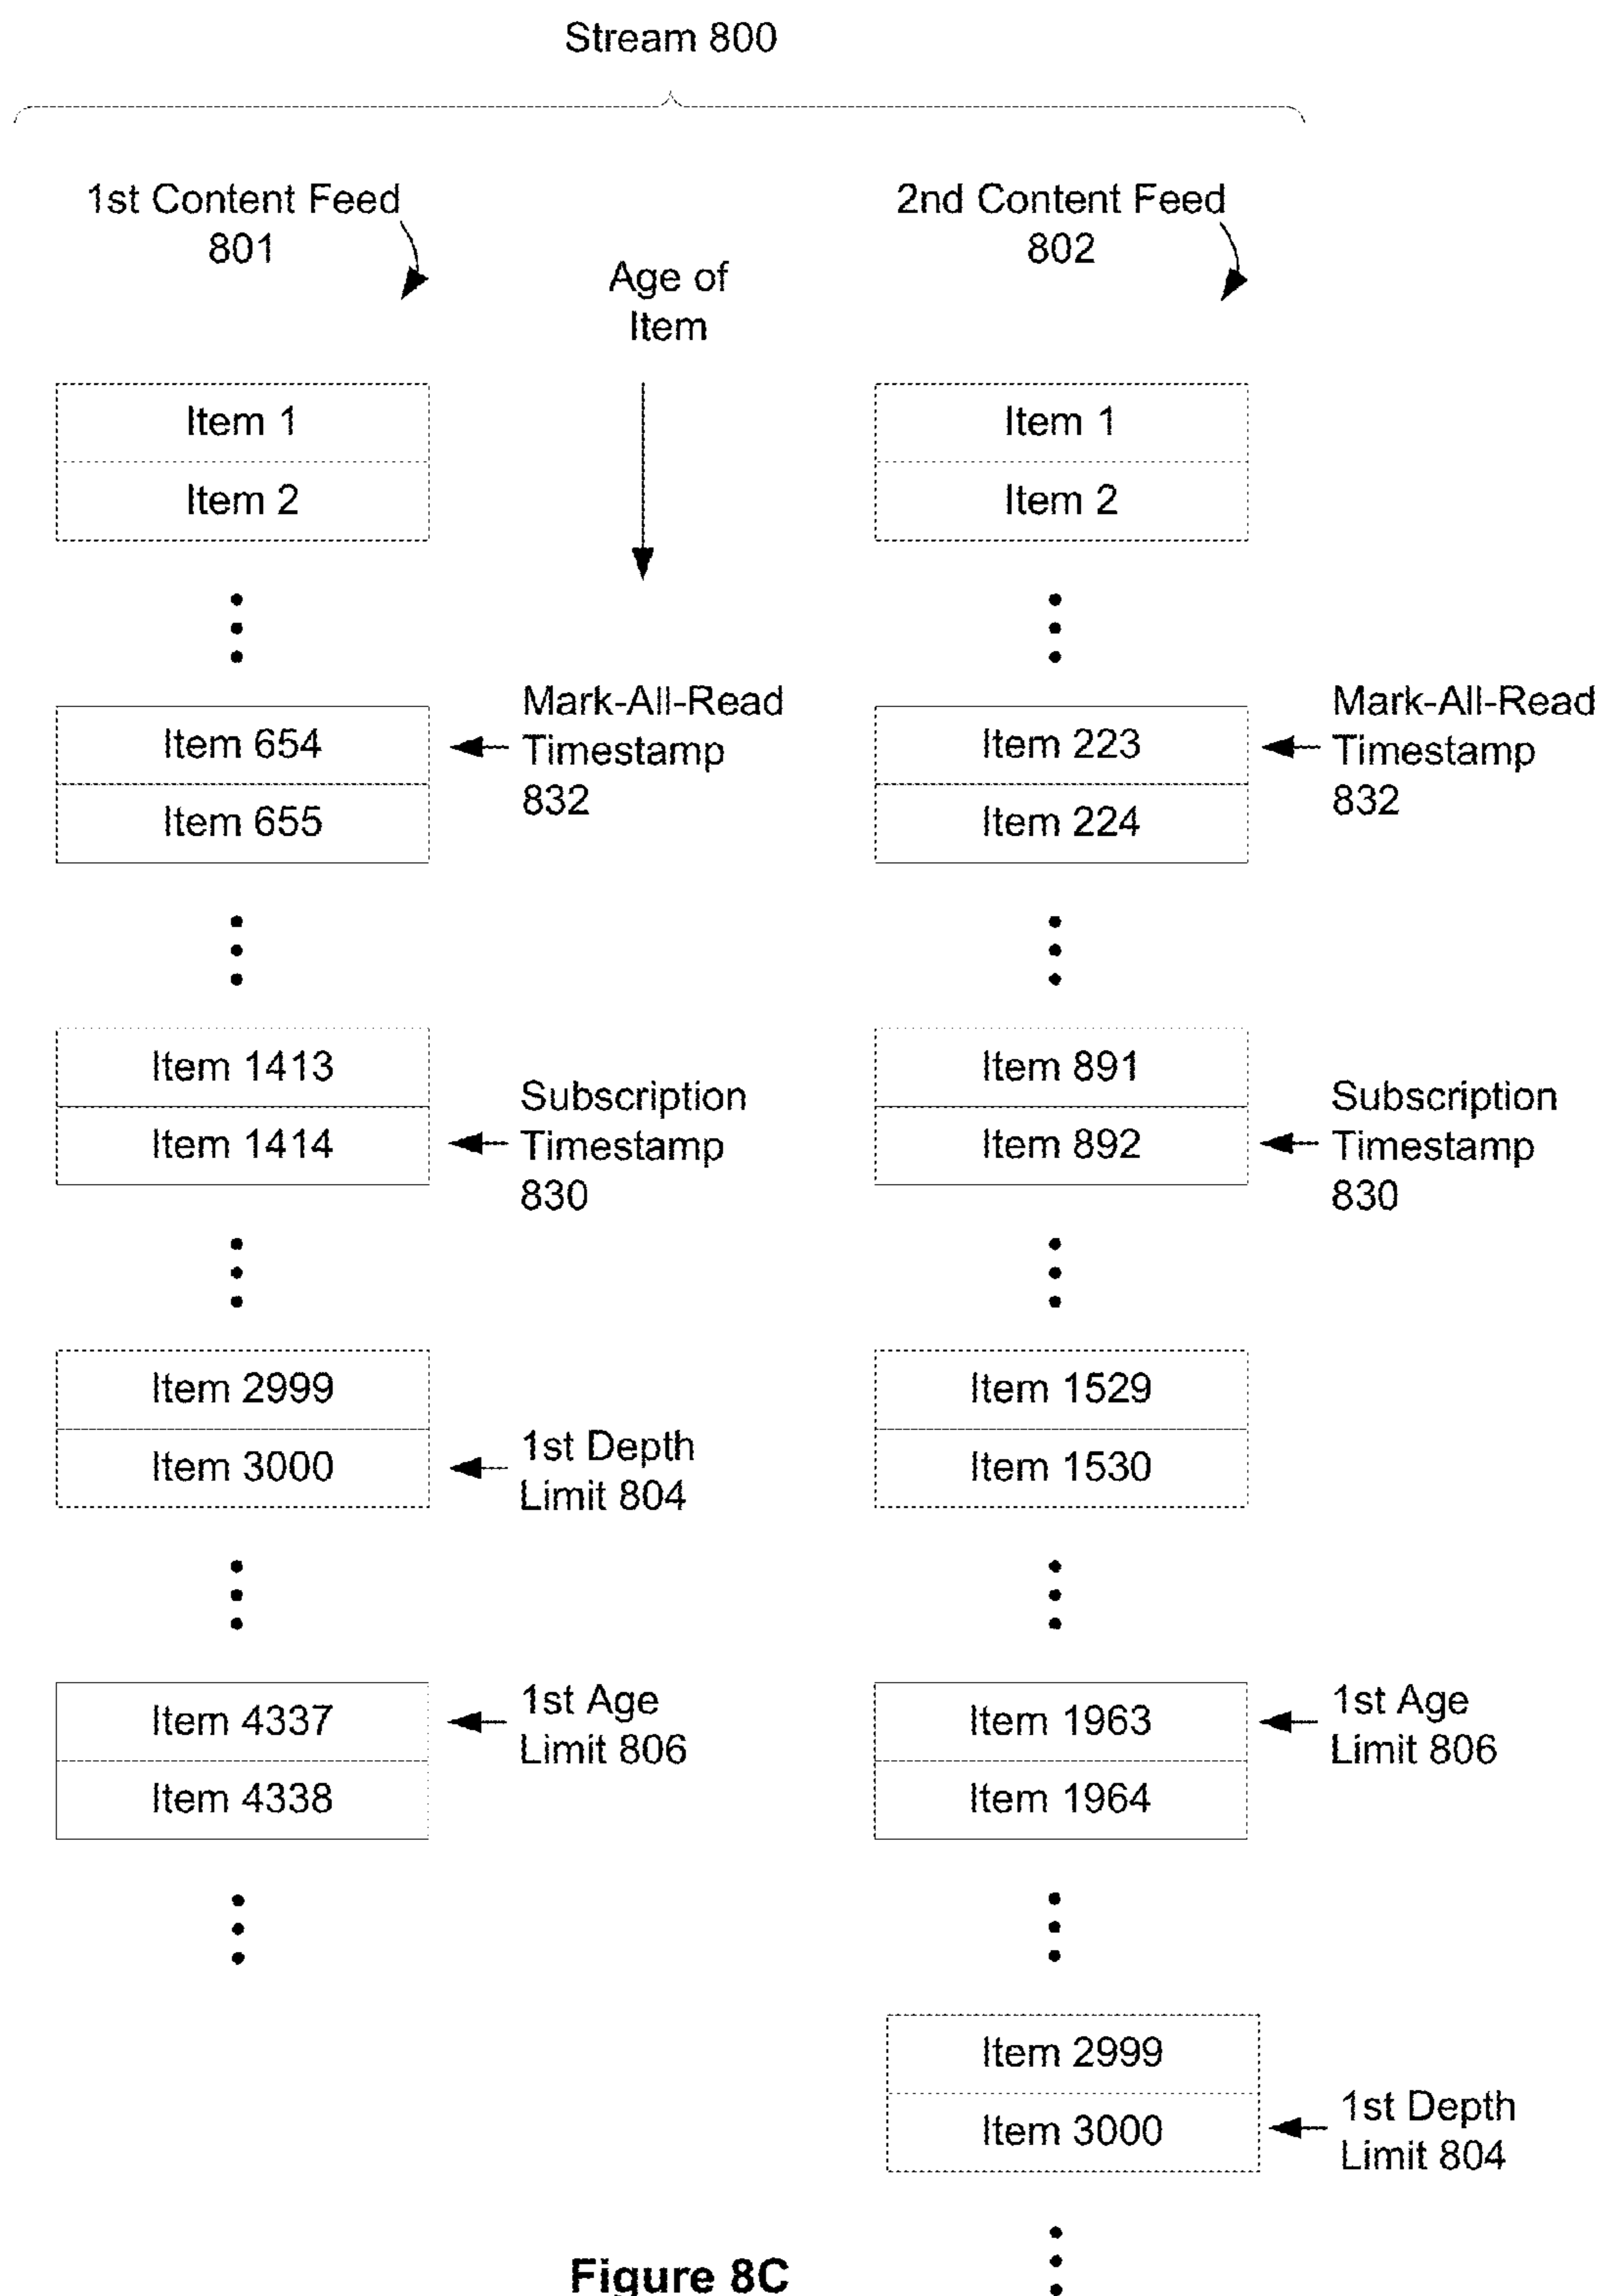 Stream 800
1st Content Feed
801
2nd Content Feed
802
Age of
Item
Item 1
Item 2
Item 1
Item 2
Item 654
Item 655
Mark-All-Read
Timestamp
832
Item 223
Item 224
Mark-All-Read
Timestamp
832
Item 1413
Item 1414
Subscription
Timestamp
830
Item 891
Item 892
Subscription
Timestamp
830
Item 2999
Item 3000
1st Depth
Limit 804
Item 1529
Item 1530
Item 4337
Item 4338
1st Age
Limit 806
Item 1963
Item 1964
1st Age
Limit 806
Item 2999
Item 3000
1st Depth
Limit 804
Figure 8C